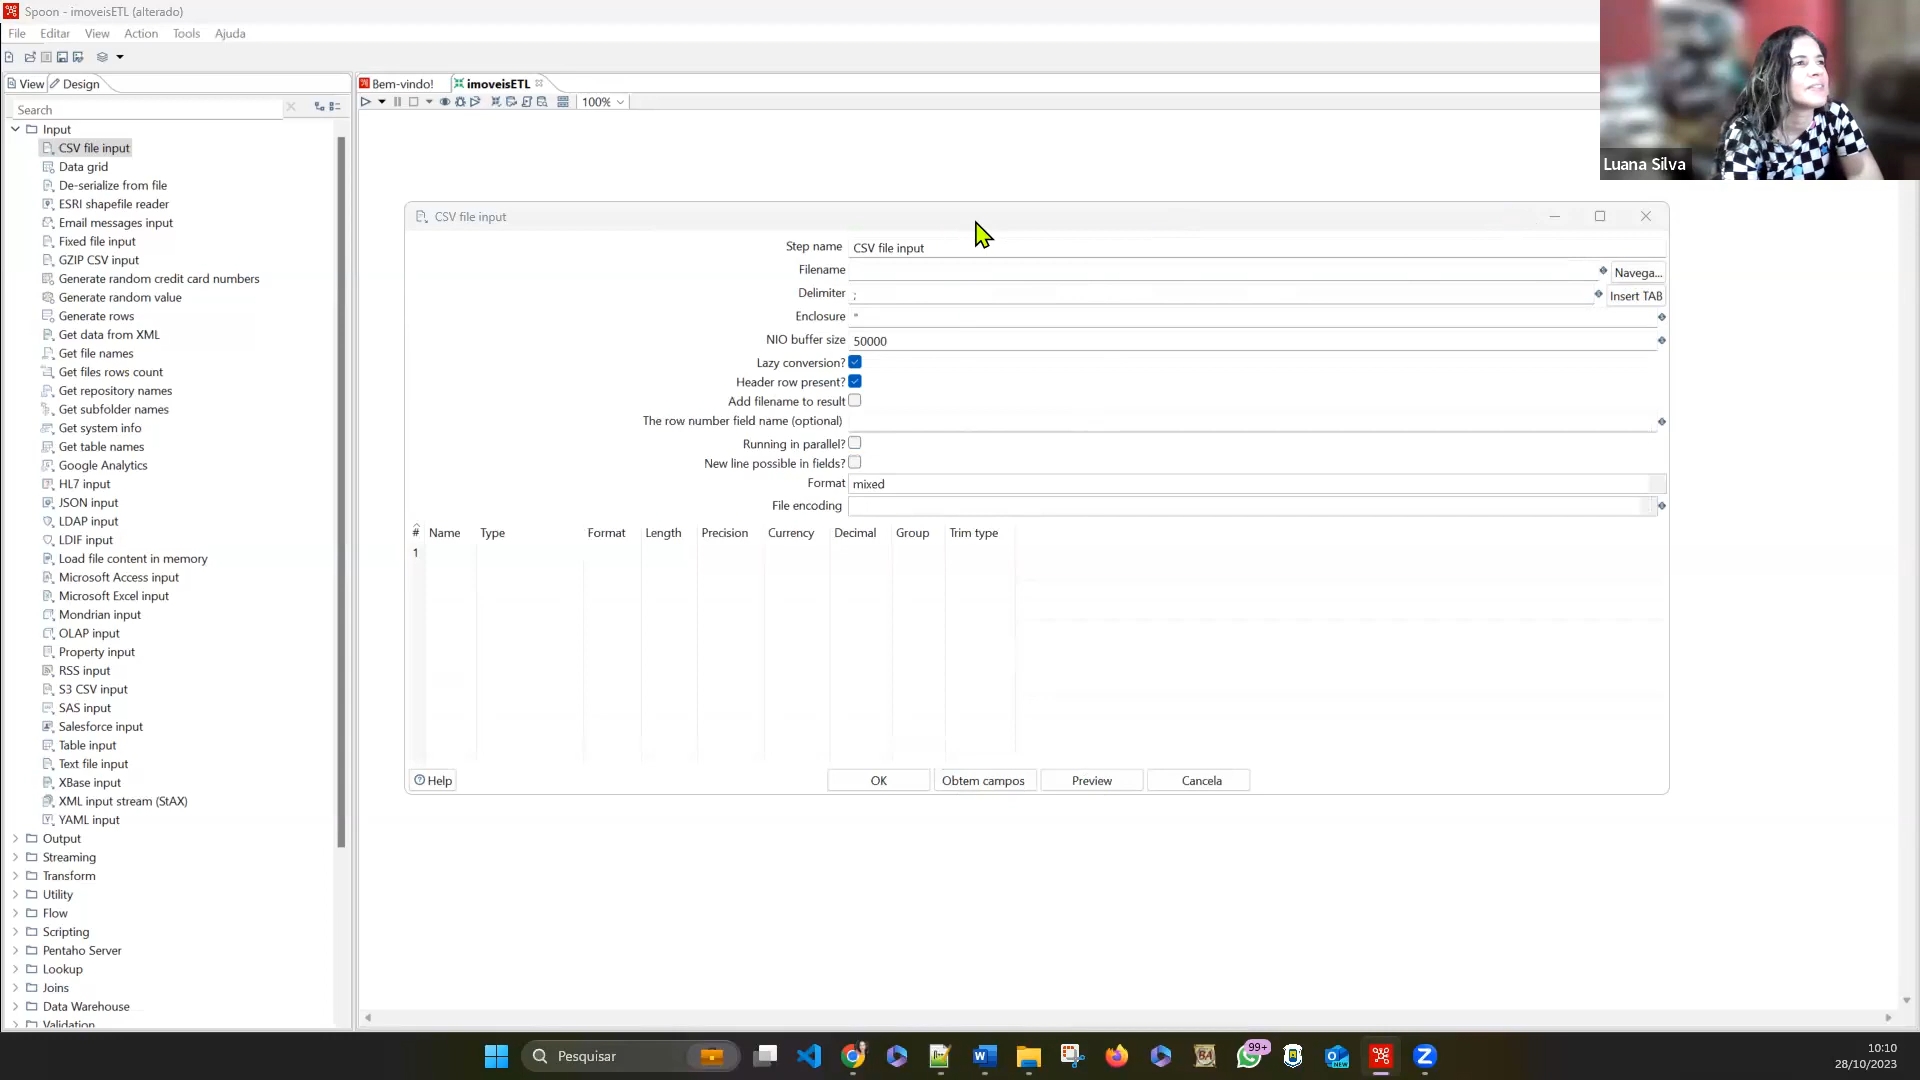 Spoon - imoveisETL (alterado)
File Editar View Action Tools Ajuda
View Design
Bem-vindo! imoveisETL
Search
100%
Luana Silva
Input
CSV file input
Data grid
De-serialize from file
ESRI shapefile reader
Email messages input
Fixed file input
GZIP CSV input
Generate random credit card numbers
Generate random value
Generate rows
Get data from XML
Get file names
Get files rows count
Get repository names
Get subfolder names
Get system info
Get table names
Google Analytics
HL7 input
JSON input
LDAP input
LDIF input
Load file content in memory
Microsoft Access input
Microsoft Excel input
Mondrian input
OLAP input
Property input
RSS input
S3 CSV input
SAS input
Salesforce input
Table input
Text file input
XBase input
XML input stream (StAX)
YAML input
Output
Streaming
Transform
Utility
Flow
Scripting
Pentaho Server
Lookup
Joins
Data Warehouse
Validation
CSV file input
Step name CSV file input
Filename Navega...
Delimiter ; Insert TAB
Enclosure "
NIO buffer size 50000
Lazy conversion?
Header row present?
Add filename to result
The row number field name (optional)
Running in parallel?
New line possible in fields?
Format mixed
File encoding
# Name Type Format Length Precision Currency Decimal Group Trim type
1
Help OK Obtem campos Preview Cancela
Pesquisar
99+
NEW
10:10
28/10/2023